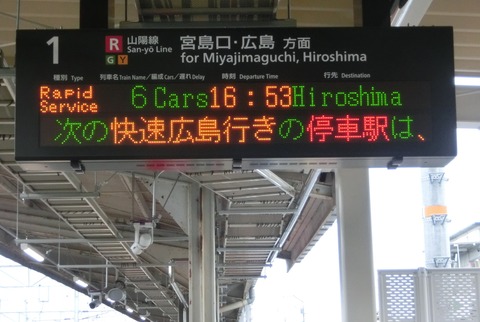 1 R 山陽線 宮島口・広島 方面
G Y San-yō Line for Miyajimaguchi, Hiroshima
種別 Type 列車名 Train Name／編成 Cars／遅れ Delay 時刻 Departure Time 行先 Destination
Rapid Service 6 Cars 16:53 Hiroshima
次の快速広島行きの停車駅は、